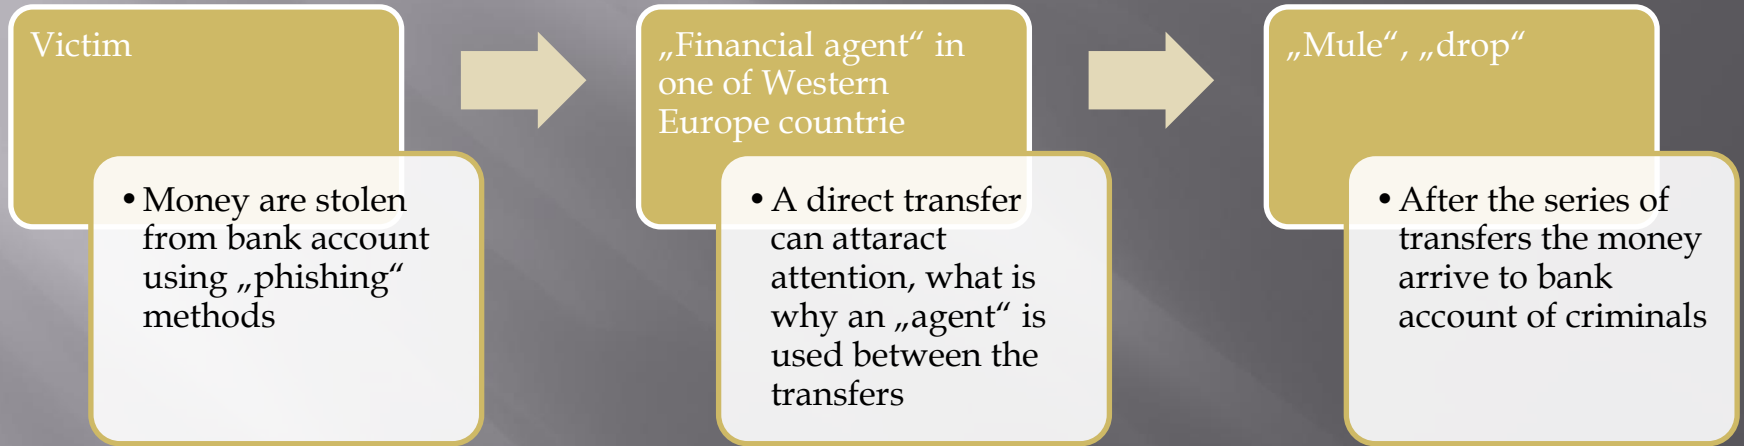 Victim
• Money are stolen
from bank account
using „phishing“
methods
„Financial agent“ in
one of Western
Europe countrie
• A direct transfer
can attaract
attention, what is
why an „agent“ is
used between the
transfers
„Mule“, „drop“
• After the series of
transfers the money
arrive to bank
account of criminals